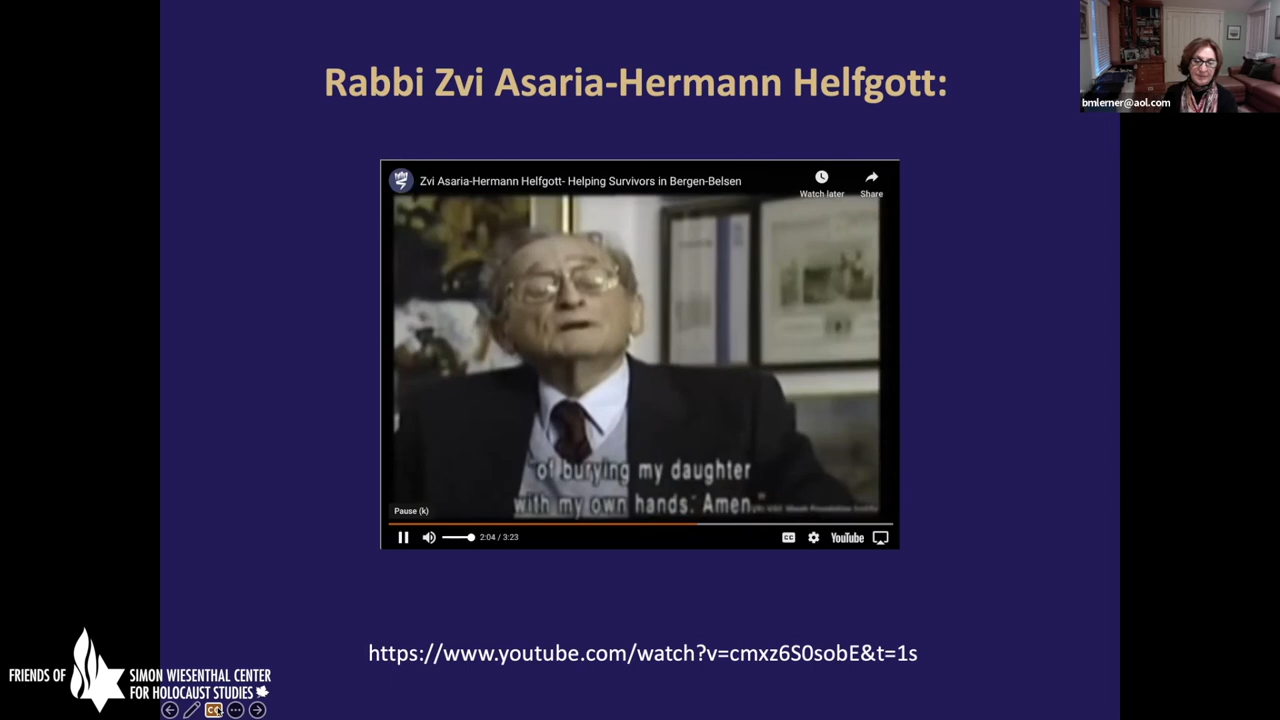 Rabbi Zvi Asaria-Hermann Helfgott:
bmlerner@aol.com
Zvi Asaria-Hermann Helfgott- Helping Survivors in Bergen-Belsen
Watch later
Share
"of burying my daughter
with my own hands.' Amen."
Pause (k)
2:04 / 3:23
CC
YouTube
https://www.youtube.com/watch?v=cmxz6S0sobE&t=1s
FRIENDS OF
SIMON WIESENTHAL CENTER
FOR HOLOCAUST STUDIES